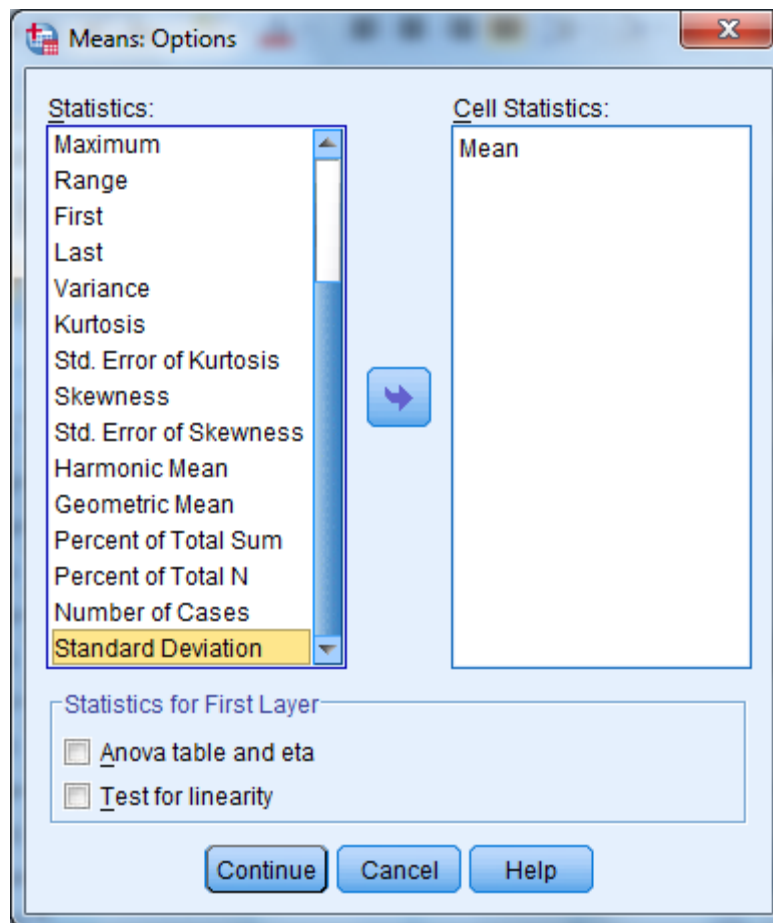 Means: Options
Statistics:
Maximum
Range
First
Last
Variance
Kurtosis
Std. Error of Kurtosis
Skewness
Std. Error of Skewness
Harmonic Mean
Geometric Mean
Percent of Total Sum
Percent of Total N
Number of Cases
Standard Deviation
Cell Statistics:
Mean
Statistics for First Layer
Anova table and eta
Test for linearity
Continue Cancel Help